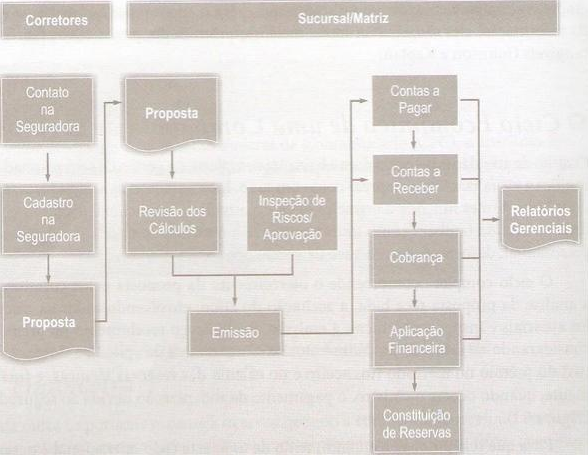 Corretores
Sucursal/Matriz
Contato
na
Seguradora
Cadastro
na
Seguradora
Proposta
Proposta
Revisão dos
Cálculos
Inspeção de
Riscos/
Aprovação
Emissão
Contas a
Pagar
Contas a
Receber
Cobrança
Aplicação
Financeira
Constituição
de Reservas
Relatórios
Gerenciais